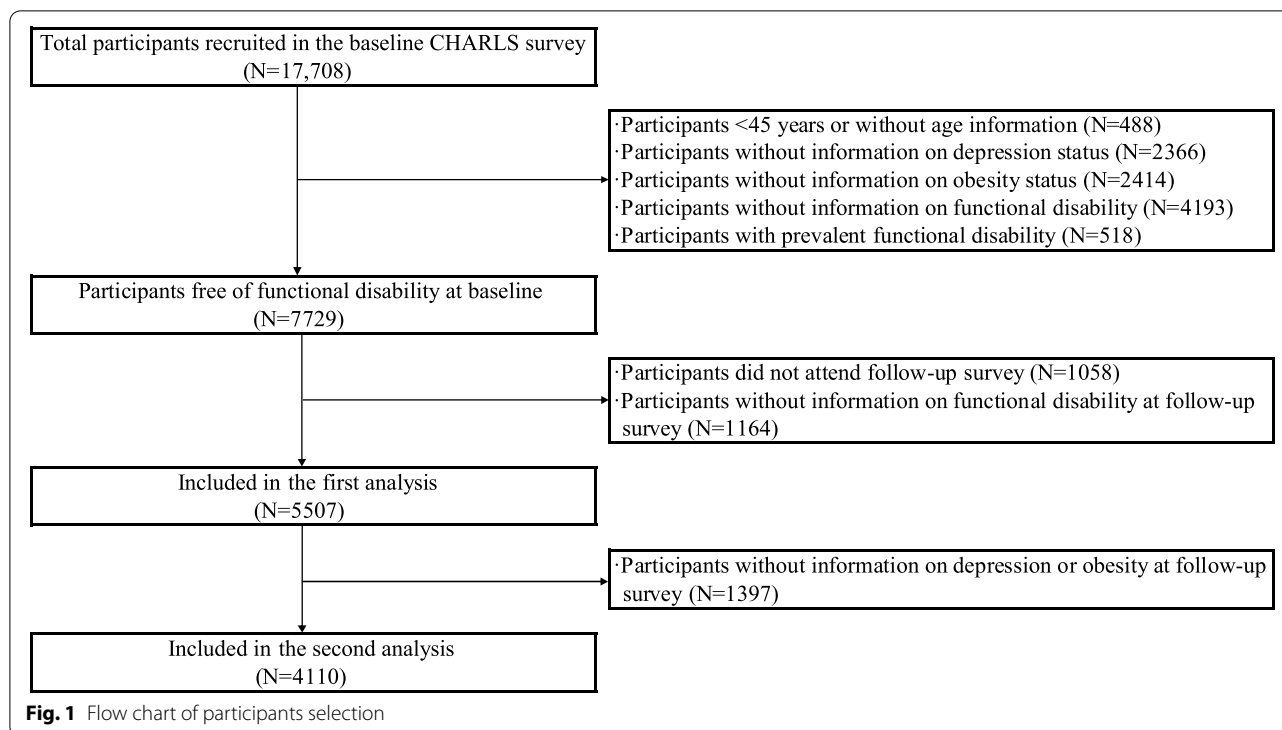 Total participants recruited in the baseline CHARLS survey
(N=17,708)
·Participants <45 years or without age information (N=488)
·Participants without information on depression status (N=2366)
·Participants without information on obesity status (N=2414)
·Participants without information on functional disability (N=4193)
·Participants with prevalent functional disability (N=518)
Participants free of functional disability at baseline
(N=7729)
·Participants did not attend follow-up survey (N=1058)
·Participants without information on functional disability at follow-up
survey (N=1164)
Included in the first analysis
(N=5507)
·Participants without information on depression or obesity at follow-up
survey (N=1397)
Included in the second analysis
(N=4110)
Fig. 1 Flow chart of participants selection